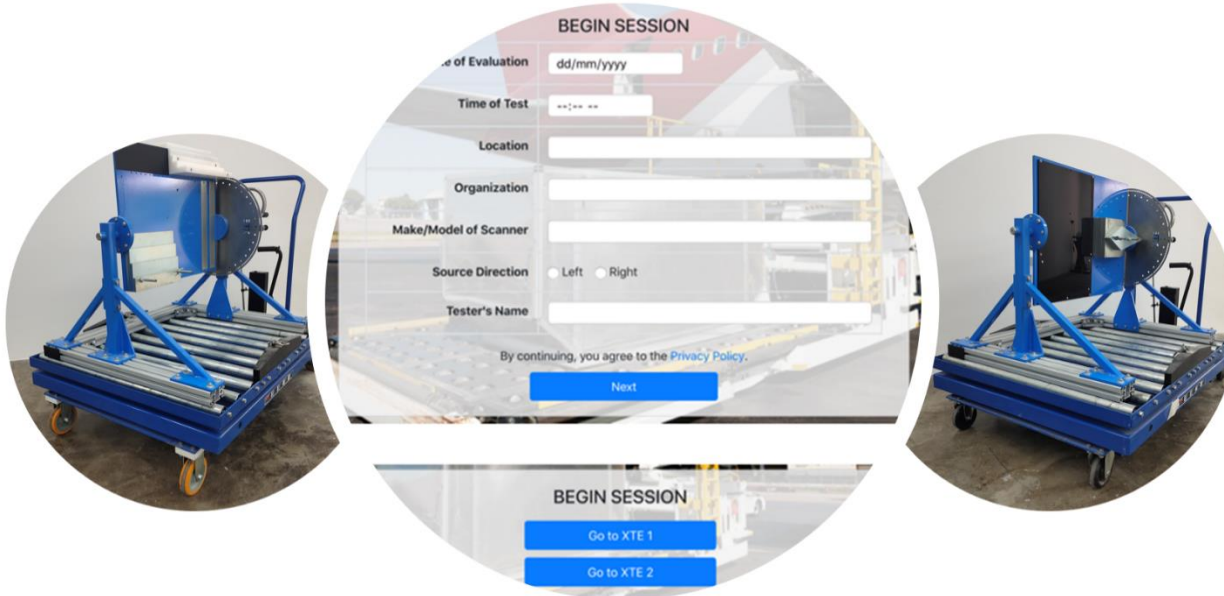 BEGIN SESSION
of Evaluation
dd/mm/yyyy
Time of Test
--:-- --
Location
Organization
Make/Model of Scanner
Source Direction
Left
Right
Tester's Name
By continuing, you agree to the Privacy Policy.
Next
BEGIN SESSION
Go to XTE 1
Go to XTE 2